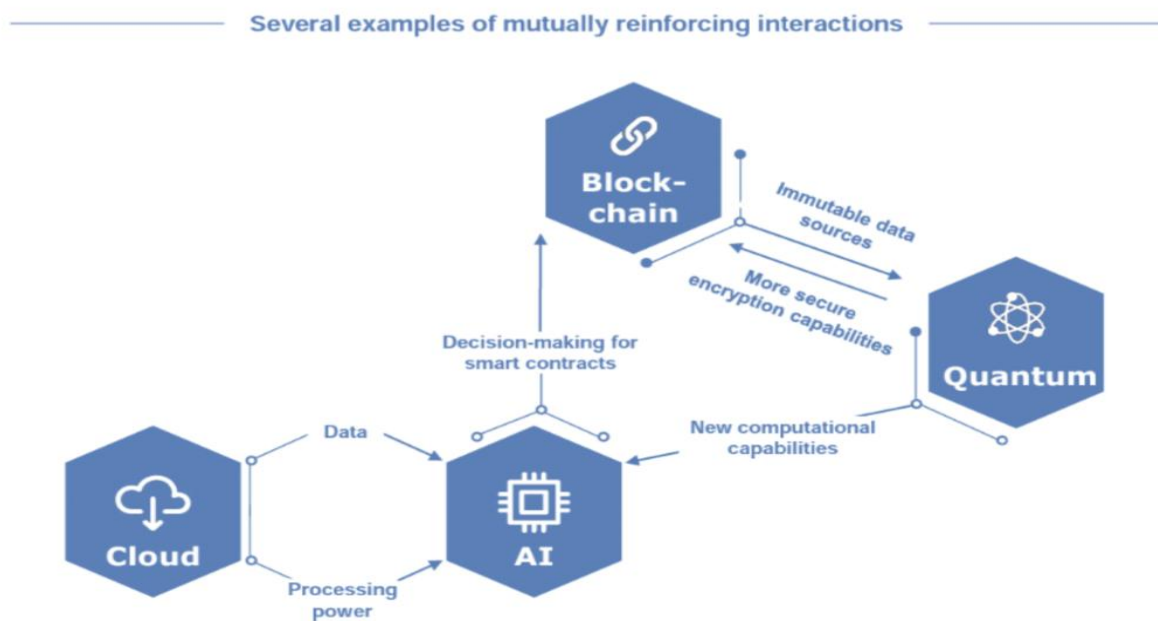 Several examples of mutually reinforcing interactions
Block-
chain
Immutable data
sources
More secure
encryption capabilities
Quantum
Decision-making for
smart contracts
New computational
capabilities
Data
Cloud
AI
Processing
power